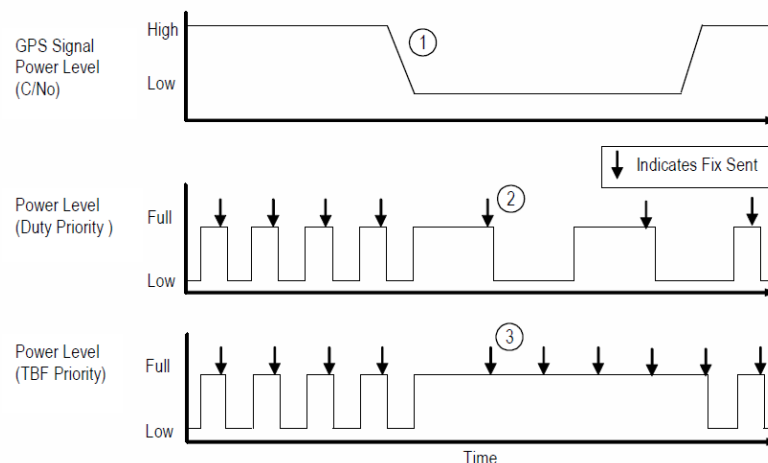 High
GPS Signal
Power Level
(C/No)
Low
1
Indicates Fix Sent
Power Level
(Duty Priority )
Full
Low
2
Power Level
(TBF Priority)
Full
Low
3
Time